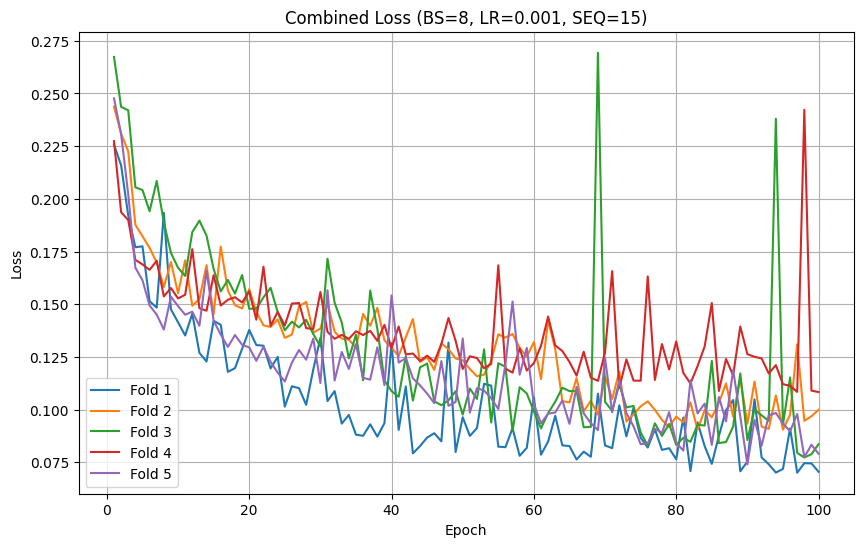 Combined Loss (BS=8, LR=0.001, SEQ=15)
Loss
0.275
0.250
0.225
0.200
0.175
0.150
0.125
0.100
0.075
Fold 1
Fold 2
Fold 3
Fold 4
Fold 5
0 20 40 60 80 100
Epoch